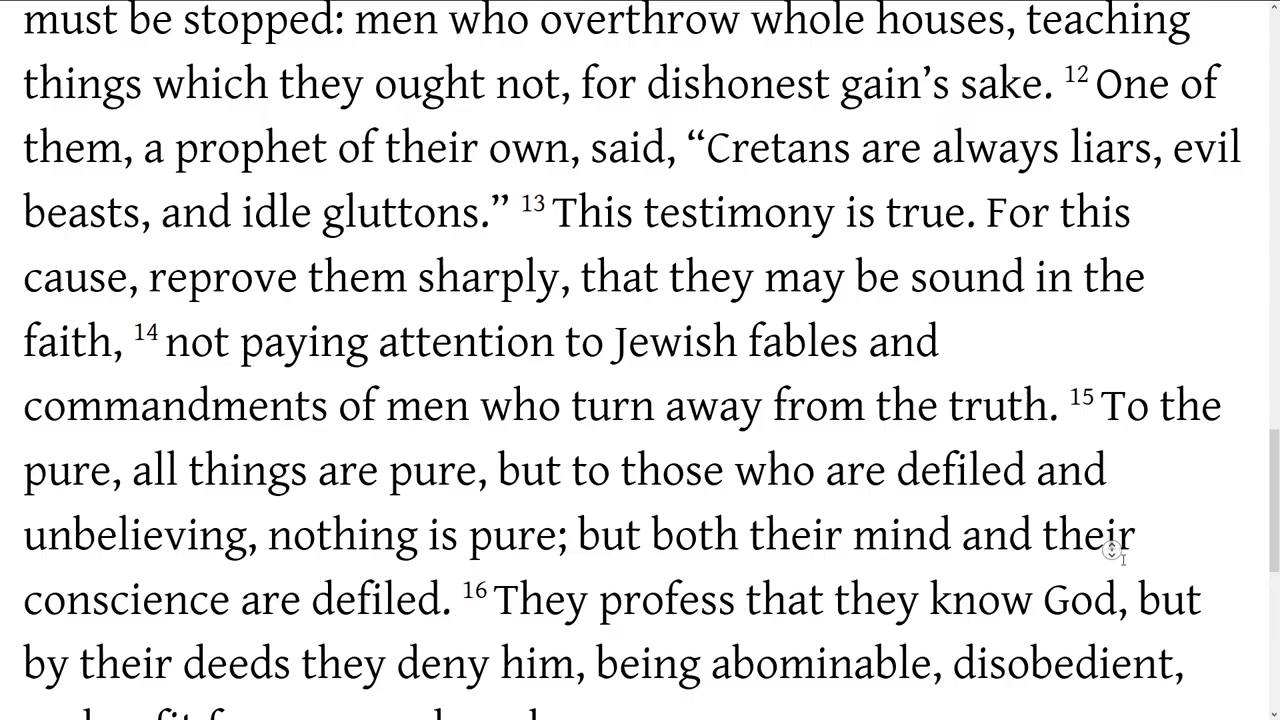 must be stopped: men who overthrow whole houses, teaching
things which they ought not, for dishonest gain’s sake. 12 One of
them, a prophet of their own, said, “Cretans are always liars, evil
beasts, and idle gluttons.” 13 This testimony is true. For this
cause, reprove them sharply, that they may be sound in the
faith, 14 not paying attention to Jewish fables and
commandments of men who turn away from the truth. 15 To the
pure, all things are pure, but to those who are defiled and
unbelieving, nothing is pure; but both their mind and their
conscience are defiled. 16 They profess that they know God, but
by their deeds they deny him, being abominable, disobedient,